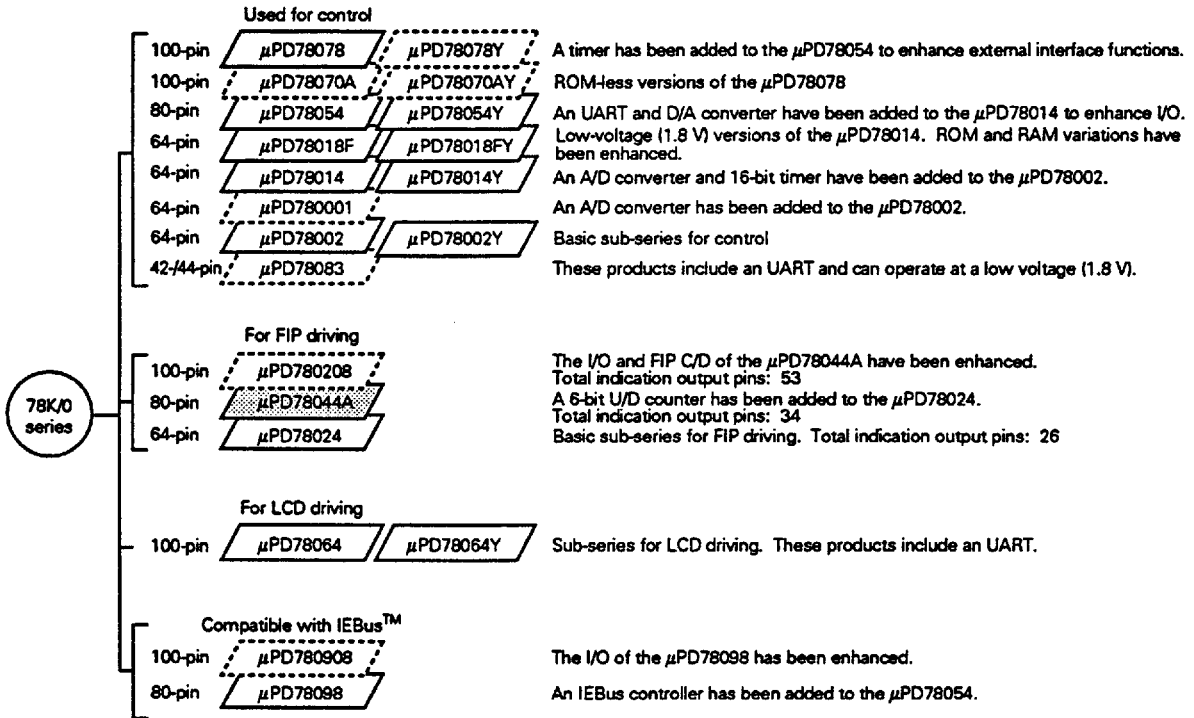 Used for control
100-pin μPD78078 μPD78078Y A timer has been added to the μPD78054 to enhance external interface functions.
100-pin μPD78070A μPD78070AY ROM-less versions of the μPD78078
80-pin μPD78054 μPD78054Y An UART and D/A converter have been added to the μPD78014 to enhance I/O.
64-pin μPD78018F μPD78018FY Low-voltage (1.8 V) versions of the μPD78014. ROM and RAM variations have
been enhanced.
64-pin μPD78014 μPD78014Y An A/D converter and 16-bit timer have been added to the μPD78002.
64-pin μPD780001 An A/D converter has been added to the μPD78002.
64-pin μPD78002 μPD78002Y Basic sub-series for control
42-/44-pin μPD78083 These products include an UART and can operate at a low voltage (1.8 V).
78K/0
series
For FIP driving
100-pin μPD780208 The I/O and FIP C/D of the μPD78044A have been enhanced.
Total indication output pins: 53
80-pin μPD78044A A 6-bit U/D counter has been added to the μPD78024.
Total indication output pins: 34
64-pin μPD78024 Basic sub-series for FIP driving. Total indication output pins: 26
For LCD driving
100-pin μPD78064 μPD78064Y Sub-series for LCD driving. These products include an UART.
Compatible with IEBus™
100-pin μPD780908 The I/O of the μPD78098 has been enhanced.
80-pin μPD78098 An IEBus controller has been added to the μPD78054.